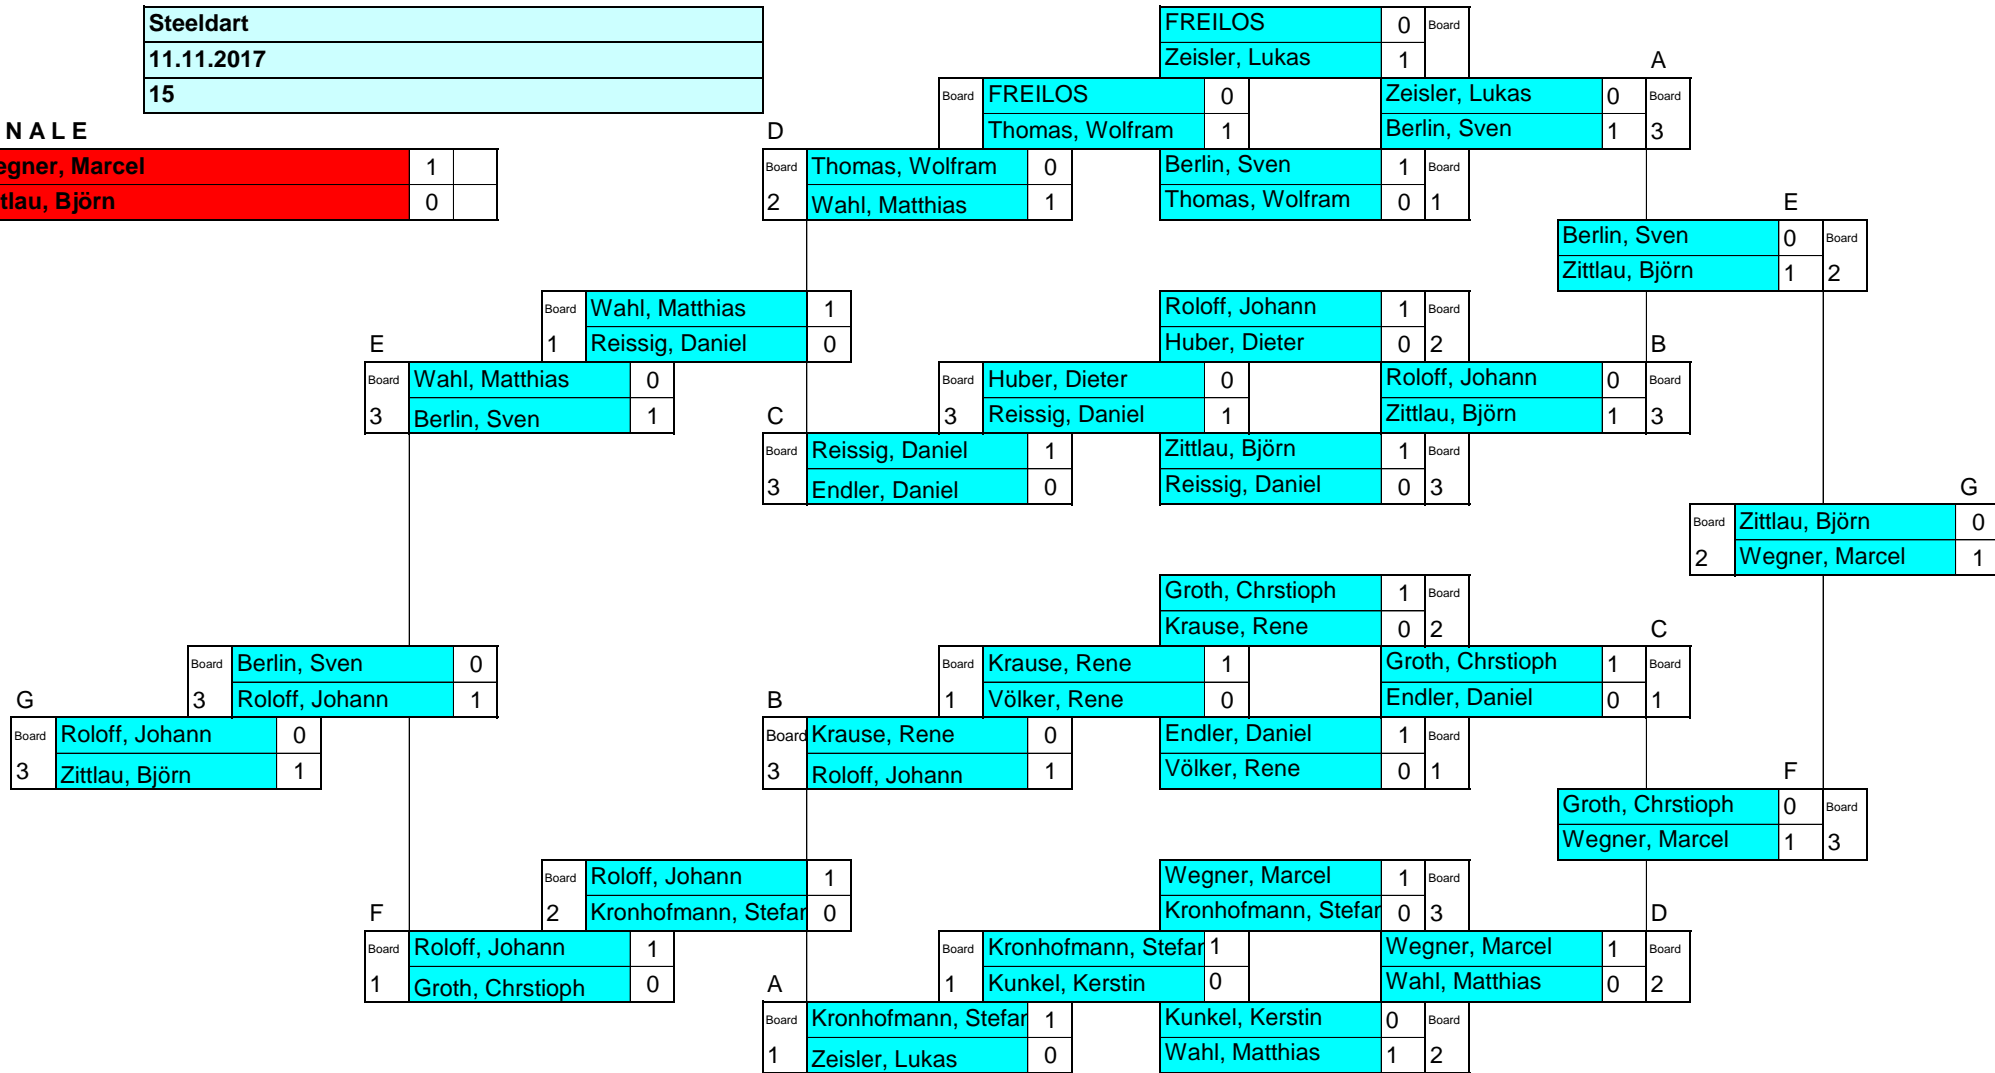 Steeldart
11.11.2017
15
N A L E
egner, Marcel 1
tlau, Björn 0
FREILOS 0 Board
Zeisler, Lukas 1
A
Board FREILOS 0
Thomas, Wolfram 1
Zeisler, Lukas 0 Board
Berlin, Sven 1 3
D
Board Thomas, Wolfram 0
2 Wahl, Matthias 1
Berlin, Sven 1 Board
Thomas, Wolfram 0 1
E
Berlin, Sven 0 Board
Zittlau, Björn 1 2
Board Wahl, Matthias 1
1 Reissig, Daniel 0
Roloff, Johann 1 Board
Huber, Dieter 0 2
E
Board Wahl, Matthias 0
3 Berlin, Sven 1
Board Huber, Dieter 0
3 Reissig, Daniel 1
B
Roloff, Johann 0 Board
Zittlau, Björn 1 3
C
Board Reissig, Daniel 1
3 Endler, Daniel 0
Zittlau, Björn 1 Board
Reissig, Daniel 0 3
G
Board Zittlau, Björn 0
2 Wegner, Marcel 1
Groth, Chrstioph 1 Board
Krause, Rene 0 2
C
Board Berlin, Sven 0
3 Roloff, Johann 1
Board Krause, Rene 1
1 Völker, Rene 0
Groth, Chrstioph 1 Board
Endler, Daniel 0 1
G
Board Roloff, Johann 0
3 Zittlau, Björn 1
B
Board Krause, Rene 0
3 Roloff, Johann 1
Endler, Daniel 1 Board
Völker, Rene 0 1
F
Groth, Chrstioph 0 Board
Wegner, Marcel 1 3
Board Roloff, Johann 1
2 Kronhofmann, Stefar 0
Wegner, Marcel 1 Board
Kronhofmann, Stefar 0 3
F
Board Roloff, Johann 1
1 Groth, Chrstioph 0
Board Kronhofmann, Stefar 1
1 Kunkel, Kerstin 0
D
Wegner, Marcel 1 Board
Wahl, Matthias 0 2
A
Board Kronhofmann, Stefar 1
1 Zeisler, Lukas 0
Kunkel, Kerstin 0 Board
Wahl, Matthias 1 2